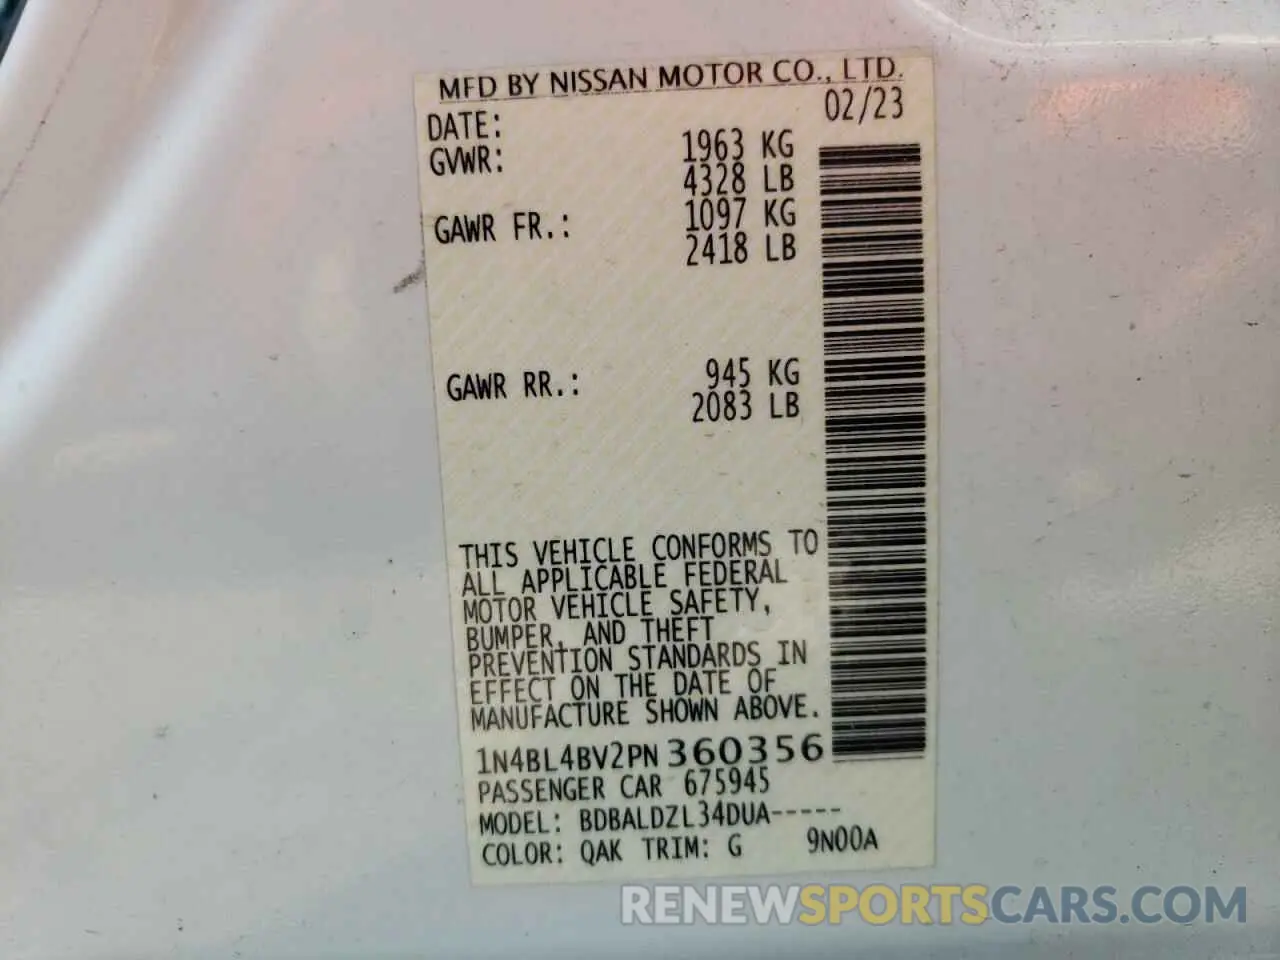 MFD BY NISSAN MOTOR CO., LTD.
DATE: 02/23
GVWR: 1963 KG
4328 LB
GAWR FR.: 1097 KG
2418 LB
GAWR RR.: 945 KG
2083 LB
THIS VEHICLE CONFORMS TO
ALL APPLICABLE FEDERAL
MOTOR VEHICLE SAFETY,
BUMPER, AND THEFT
PREVENTION STANDARDS IN
EFFECT ON THE DATE OF
MANUFACTURE SHOWN ABOVE.
1N4BL4BV2PN360356
PASSENGER CAR 675945
MODEL: BDBALDZL34DUA-----
COLOR: QAK TRIM: G 9N00A
RENEWSPORTSCARS.COM